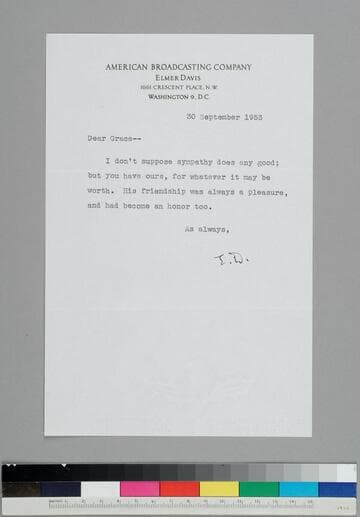 AMERICAN BROADCASTING COMPANY
ELMER DAVIS
1661 CRESCENT PLACE, N.W.
WASHINGTON 9, D.C.
30 September 1953
Dear Grace--
I don't suppose sympathy does any good;
but you have ours, for whatever it may be
worth. His friendship was always a pleasure,
and had become an honor too.
As always,
E.D.